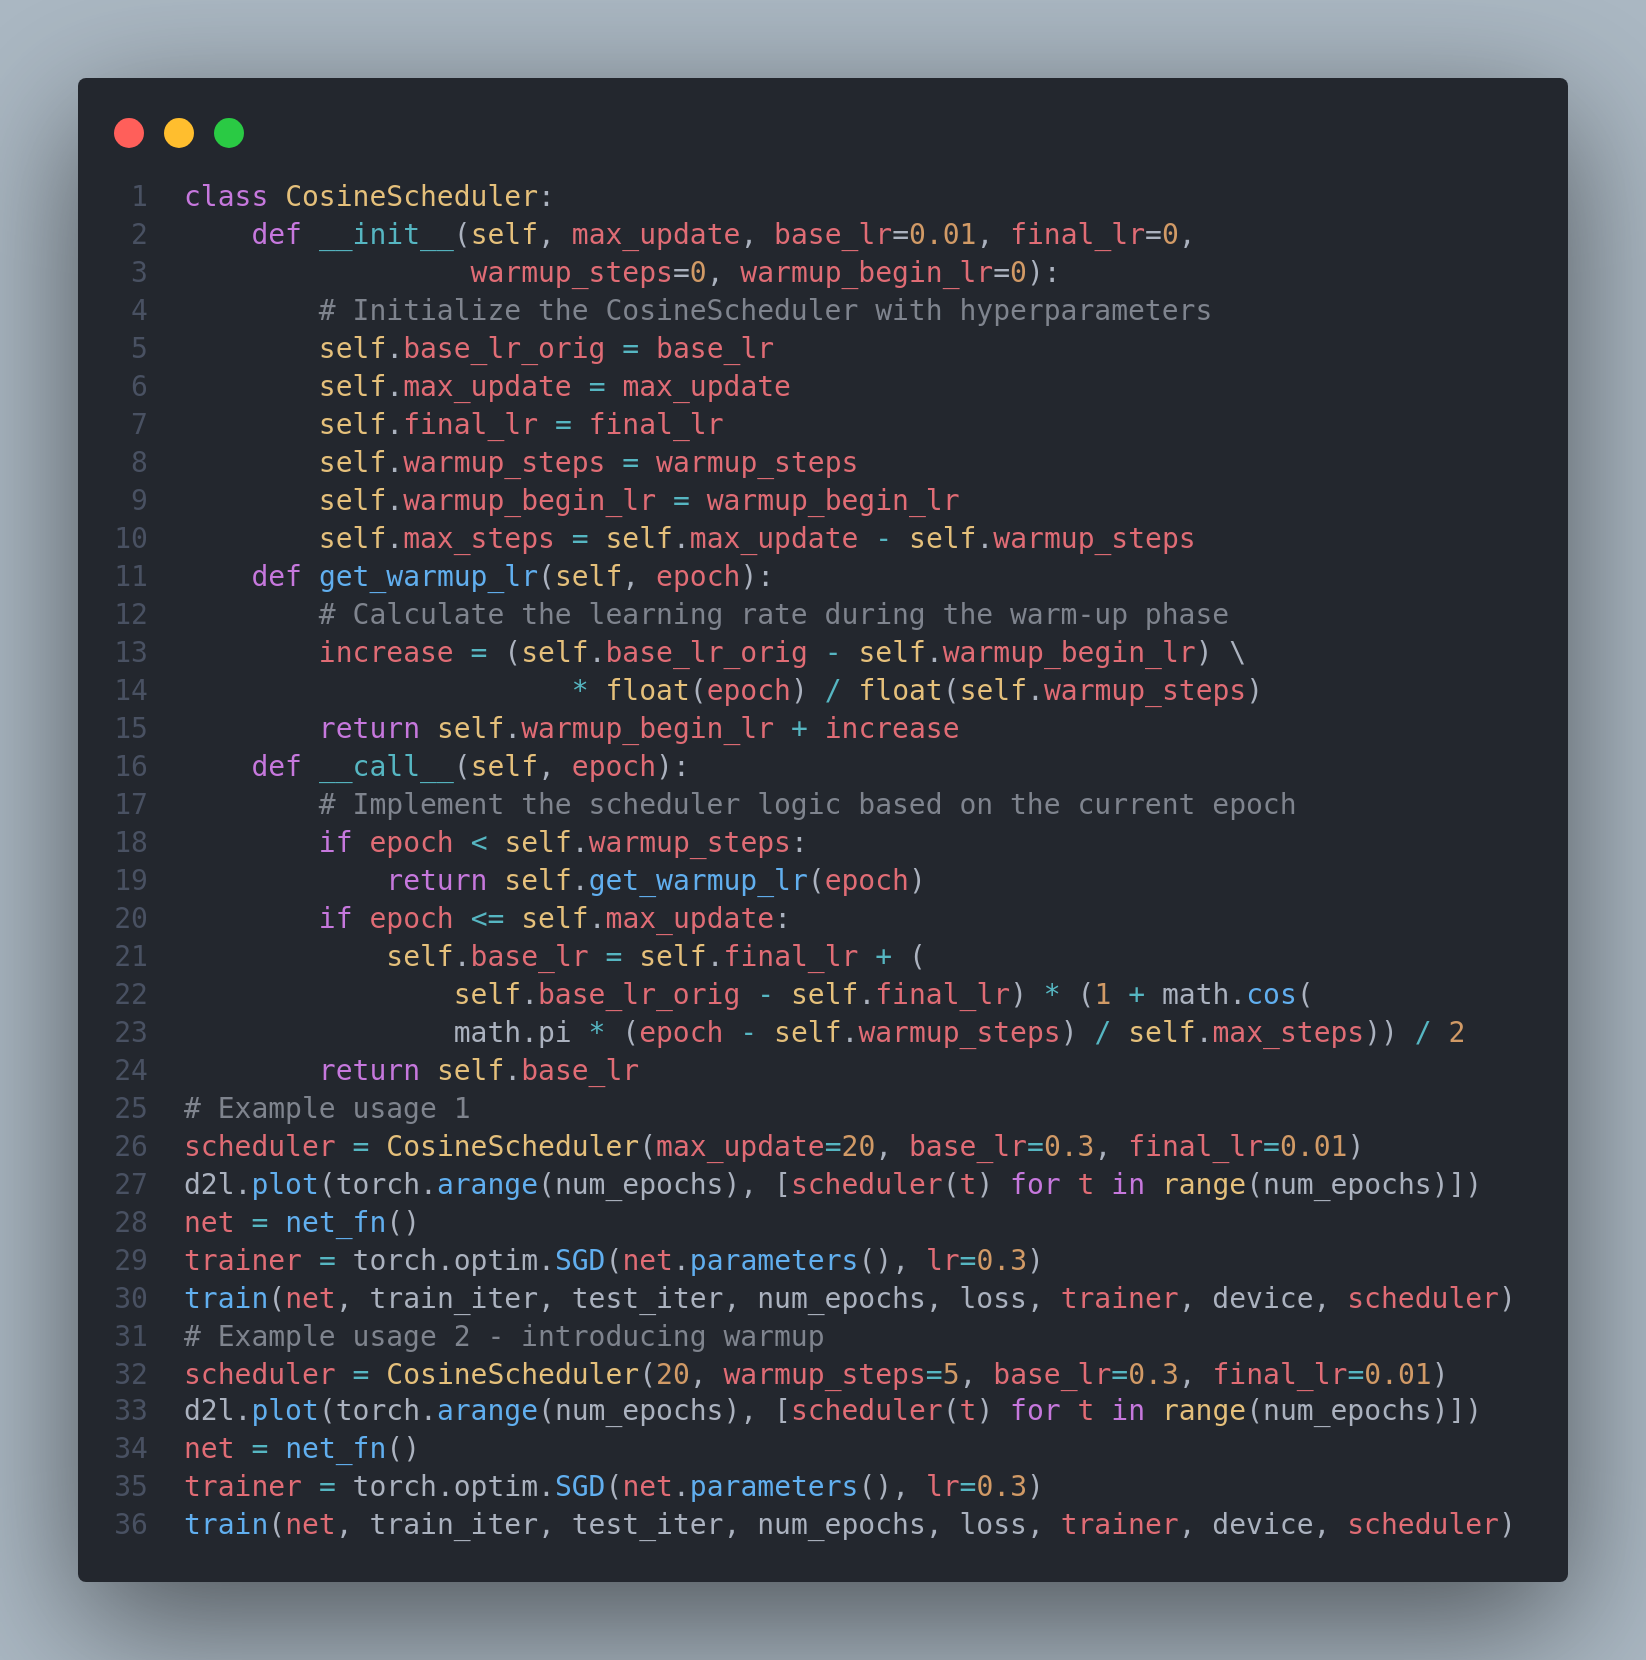 1 class CosineScheduler:
2     def __init__(self, max_update, base_lr=0.01, final_lr=0,
3                  warmup_steps=0, warmup_begin_lr=0):
4         # Initialize the CosineScheduler with hyperparameters
5         self.base_lr_orig = base_lr
6         self.max_update = max_update
7         self.final_lr = final_lr
8         self.warmup_steps = warmup_steps
9         self.warmup_begin_lr = warmup_begin_lr
10         self.max_steps = self.max_update - self.warmup_steps
11     def get_warmup_lr(self, epoch):
12         # Calculate the learning rate during the warm-up phase
13         increase = (self.base_lr_orig - self.warmup_begin_lr) \
14                        * float(epoch) / float(self.warmup_steps)
15         return self.warmup_begin_lr + increase
16     def __call__(self, epoch):
17         # Implement the scheduler logic based on the current epoch
18         if epoch < self.warmup_steps:
19             return self.get_warmup_lr(epoch)
20         if epoch <= self.max_update:
21             self.base_lr = self.final_lr + (
22                 self.base_lr_orig - self.final_lr) * (1 + math.cos(
23                 math.pi * (epoch - self.warmup_steps) / self.max_steps)) / 2
24         return self.base_lr
25 # Example usage 1
26 scheduler = CosineScheduler(max_update=20, base_lr=0.3, final_lr=0.01)
27 d2l.plot(torch.arange(num_epochs), [scheduler(t) for t in range(num_epochs)])
28 net = net_fn()
29 trainer = torch.optim.SGD(net.parameters(), lr=0.3)
30 train(net, train_iter, test_iter, num_epochs, loss, trainer, device, scheduler)
31 # Example usage 2 - introducing warmup
32 scheduler = CosineScheduler(20, warmup_steps=5, base_lr=0.3, final_lr=0.01)
33 d2l.plot(torch.arange(num_epochs), [scheduler(t) for t in range(num_epochs)])
34 net = net_fn()
35 trainer = torch.optim.SGD(net.parameters(), lr=0.3)
36 train(net, train_iter, test_iter, num_epochs, loss, trainer, device, scheduler)